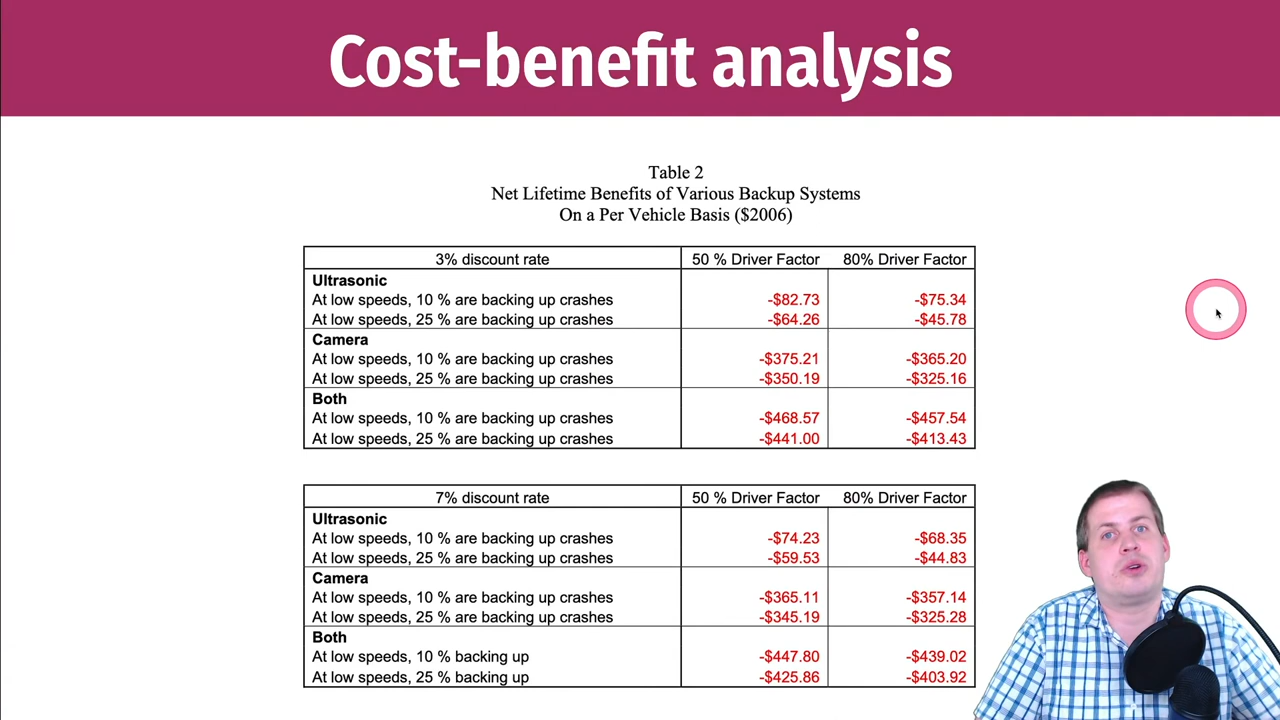 Cost-benefit analysis
Table 2
Net Lifetime Benefits of Various Backup Systems
On a Per Vehicle Basis ($2006)
3% discount rate 50 % Driver Factor 80% Driver Factor
Ultrasonic
At low speeds, 10 % are backing up crashes -$82.73 -$75.34
At low speeds, 25 % are backing up crashes -$64.26 -$45.78
Camera
At low speeds, 10 % are backing up crashes -$375.21 -$365.20
At low speeds, 25 % are backing up crashes -$350.19 -$325.16
Both
At low speeds, 10 % are backing up crashes -$468.57 -$457.54
At low speeds, 25 % are backing up crashes -$441.00 -$413.43
7% discount rate 50 % Driver Factor 80% Driver Factor
Ultrasonic
At low speeds, 10 % are backing up crashes -$74.23 -$68.35
At low speeds, 25 % are backing up crashes -$59.53 -$44.83
Camera
At low speeds, 10 % are backing up crashes -$365.11 -$357.14
At low speeds, 25 % are backing up crashes -$345.19 -$325.28
Both
At low speeds, 10 % backing up -$447.80 -$439.02
At low speeds, 25 % backing up -$425.86 -$403.92